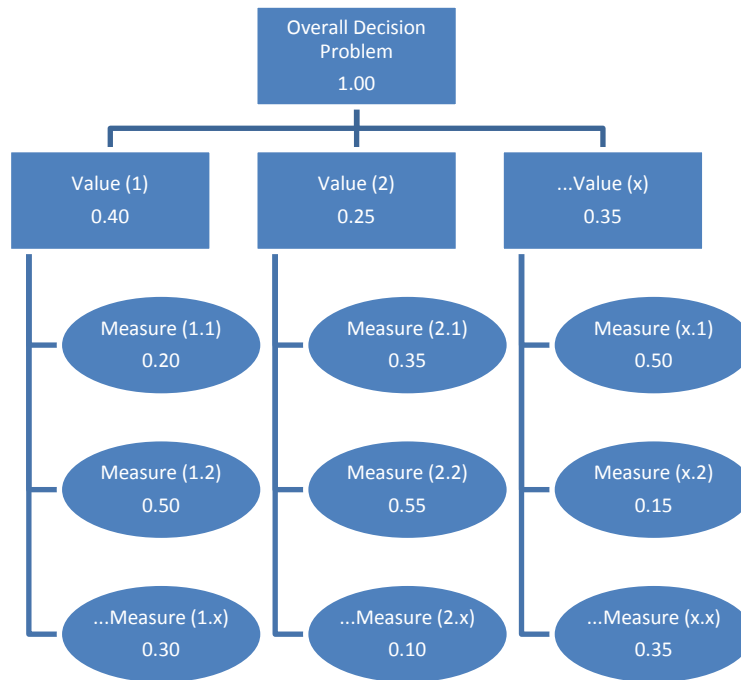 Overall Decision
Problem
1.00
Value (1)
0.40
Value (2)
0.25
...Value (x)
0.35
Measure (1.1)
0.20
Measure (2.1)
0.35
Measure (x.1)
0.50
Measure (1.2)
0.50
Measure (2.2)
0.55
Measure (x.2)
0.15
...Measure (1.x)
0.30
...Measure (2.x)
0.10
...Measure (x.x)
0.35